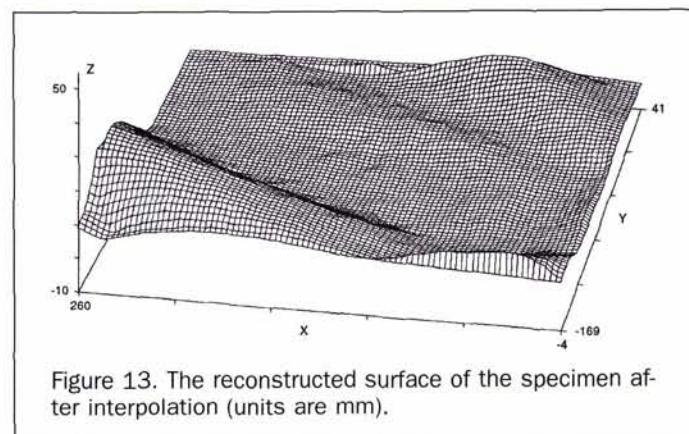 Z
50
41
Y
-10
260
X
-169
-4
Figure 13. The reconstructed surface of the specimen af-
ter interpolation (units are mm).